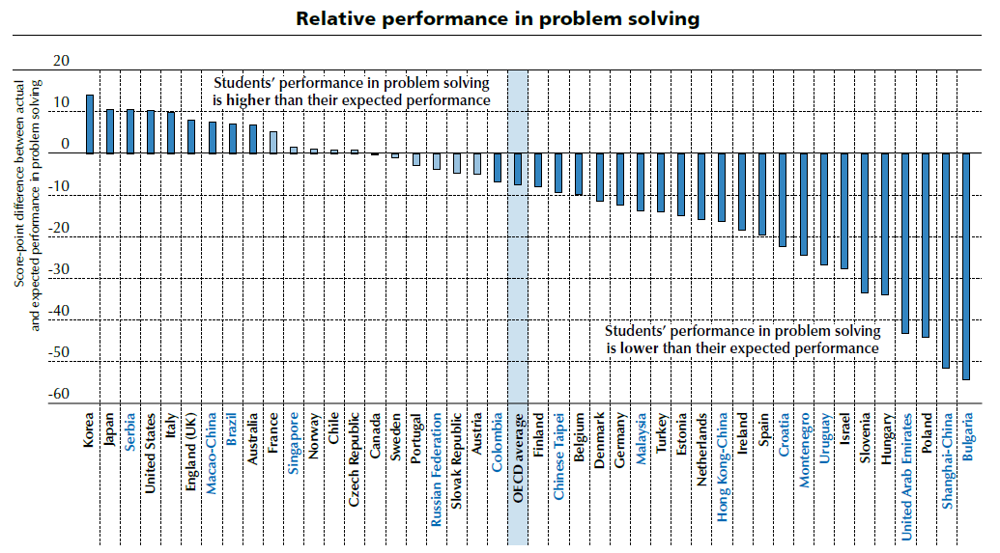 Relative performance in problem solving
Score-point difference between actual
and expected performance in problem solving
20
10
0
-10
-20
-30
-40
-50
-60
Students’ performance in problem solving
is higher than their expected performance
Students’ performance in problem solving
is lower than their expected performance
Korea
Japan
Serbia
United States
Italy
England (UK)
Macao-China
Brazil
Australia
France
Singapore
Norway
Chile
Czech Republic
Canada
Sweden
Portugal
Russian Federation
Slovak Republic
Austria
Colombia
OECD average
Finland
Chinese Taipei
Belgium
Denmark
Germany
Malaysia
Turkey
Estonia
Netherlands
Hong Kong-China
Ireland
Spain
Croatia
Montenegro
Uruguay
Israel
Slovenia
Hungary
United Arab Emirates
Poland
Shanghai-China
Bulgaria